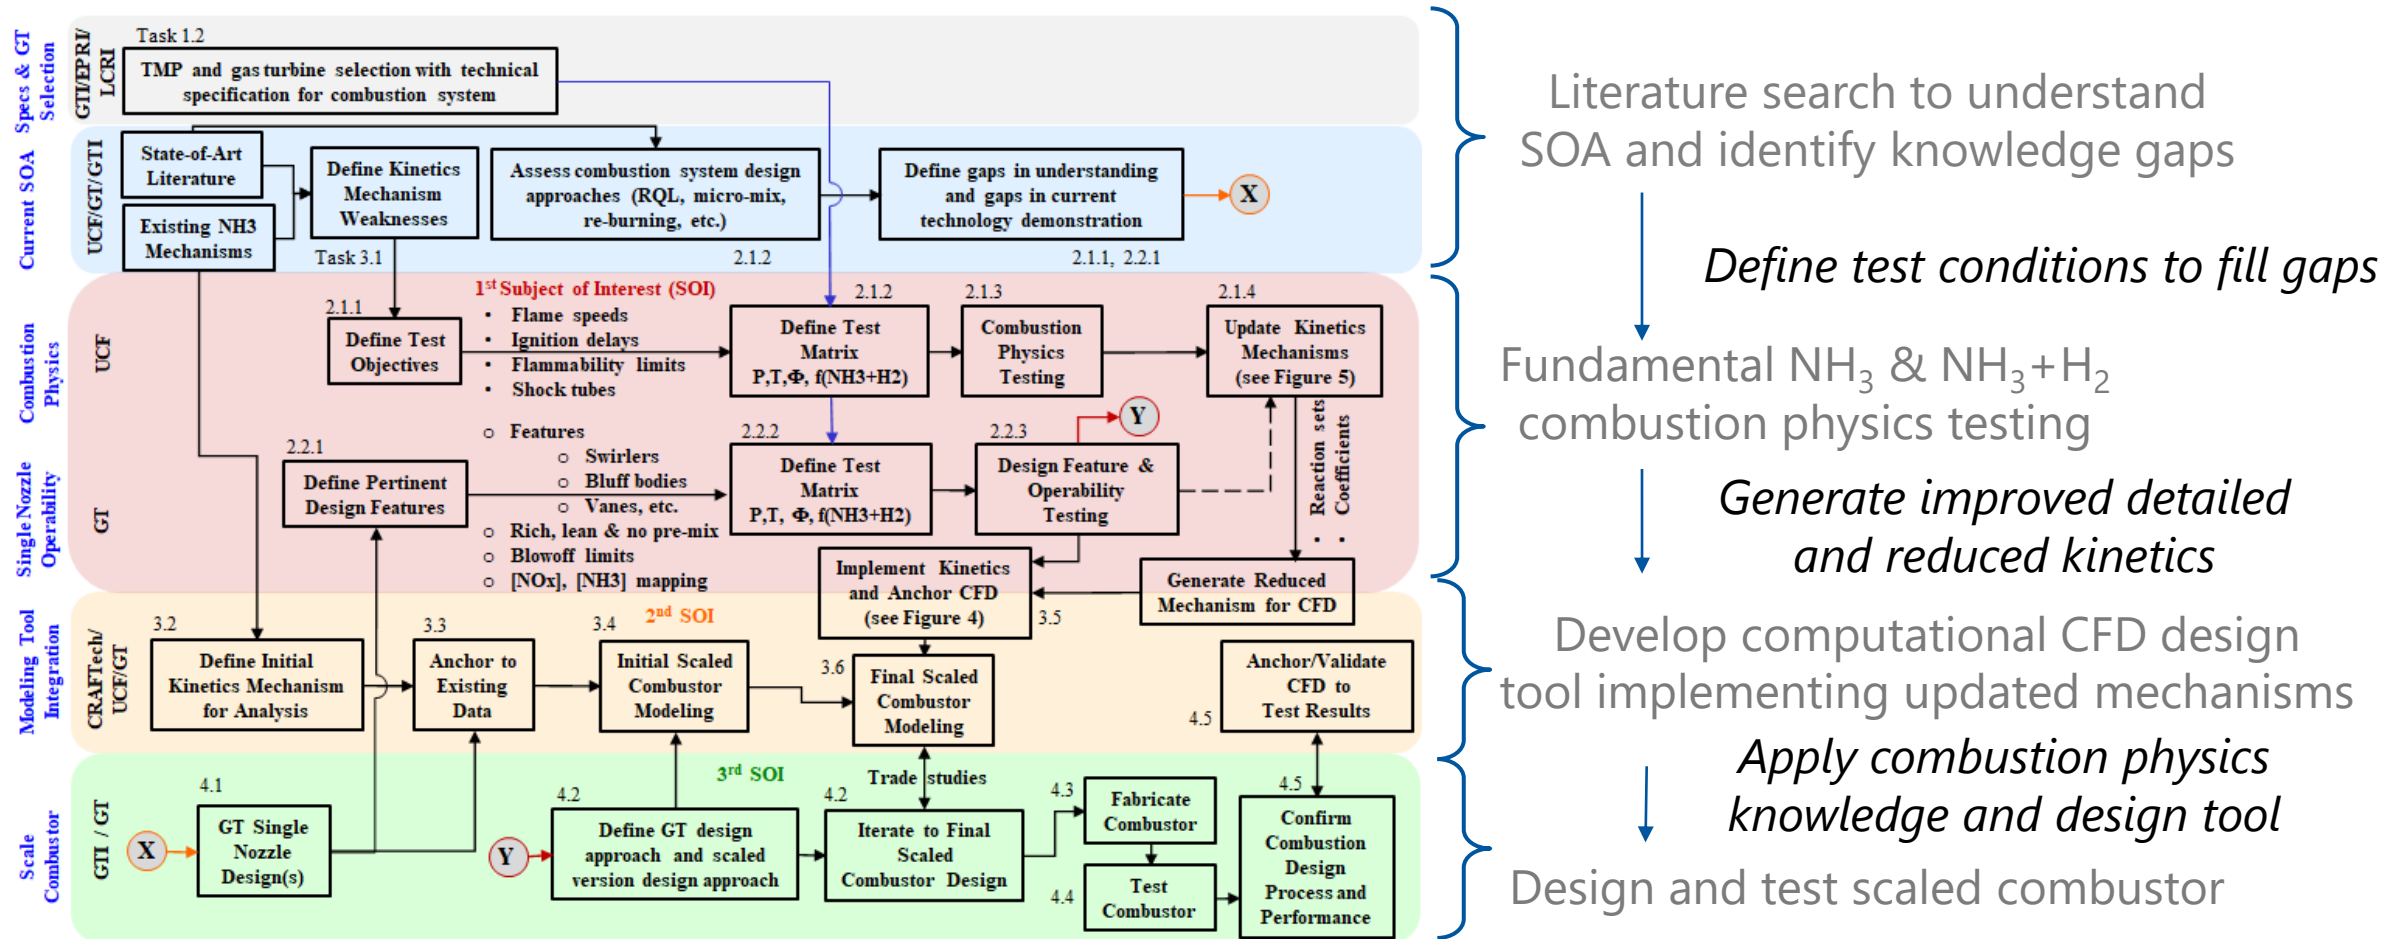 Specs & GT
Selection
GTI/EPRI/
LCRI
Task 1.2
TMP and gas turbine selection with technical
specification for combustion system
Current SOA
UCF/GT/GTI
State-of-Art
Literature
Existing NH3
Mechanisms
Define Kinetics
Mechanism
Weaknesses
Task 3.1
Assess combustion system design
approaches (RQL, micro-mix,
re-burning, etc.)
2.1.2
Define gaps in understanding
and gaps in current
technology demonstration
2.1.1, 2.2.1
X
Combustion
Physics
UCF
2.1.1
Define Test
Objectives
1st Subject of Interest (SOI)
• Flame speeds
• Ignition delays
• Flammability limits
• Shock tubes
2.1.2
Define Test
Matrix
P,T,Φ, f(NH3+H2)
2.1.3
Combustion
Physics
Testing
2.1.4
Update Kinetics
Mechanisms
(see Figure 5)
Single Nozzle
Operability
GT
2.2.1
Define Pertinent
Design Features
o Features
o Swirlers
o Bluff bodies
o Vanes, etc.
o Rich, lean & no pre-mix
o Blowoff limits
o [NOx], [NH3] mapping
2.2.2
Define Test
Matrix
P,T, Φ, f(NH3+H2)
2.2.3
Design Feature &
Operability
Testing
Y
• Reaction sets
• Coefficients
Implement Kinetics
and Anchor CFD
(see Figure 4)
3.5
Generate Reduced
Mechanism for CFD
Modeling Tool
Integration
CRAFTech/
UCF/GT
2nd SOI
3.2
Define Initial
Kinetics Mechanism
for Analysis
3.3
Anchor to
Existing
Data
3.4
Initial Scaled
Combustor
Modeling
3.6
Final Scaled
Combustor
Modeling
4.5
Anchor/Validate
CFD to
Test Results
Scale
Combustor
GTI / GT
3rd SOI
X
4.1
GT Single
Nozzle
Design(s)
Y
4.2
Define GT design
approach and scaled
version design approach
Trade studies
4.2
Iterate to Final
Scaled
Combustor Design
4.3
Fabricate
Combustor
4.4
Test
Combustor
4.5
Confirm
Combustion
Design
Process and
Performance
Literature search to understand
SOA and identify knowledge gaps
Define test conditions to fill gaps
Fundamental NH3 & NH3+H2
combustion physics testing
Generate improved detailed
and reduced kinetics
Develop computational CFD design
tool implementing updated mechanisms
Apply combustion physics
knowledge and design tool
Design and test scaled combustor